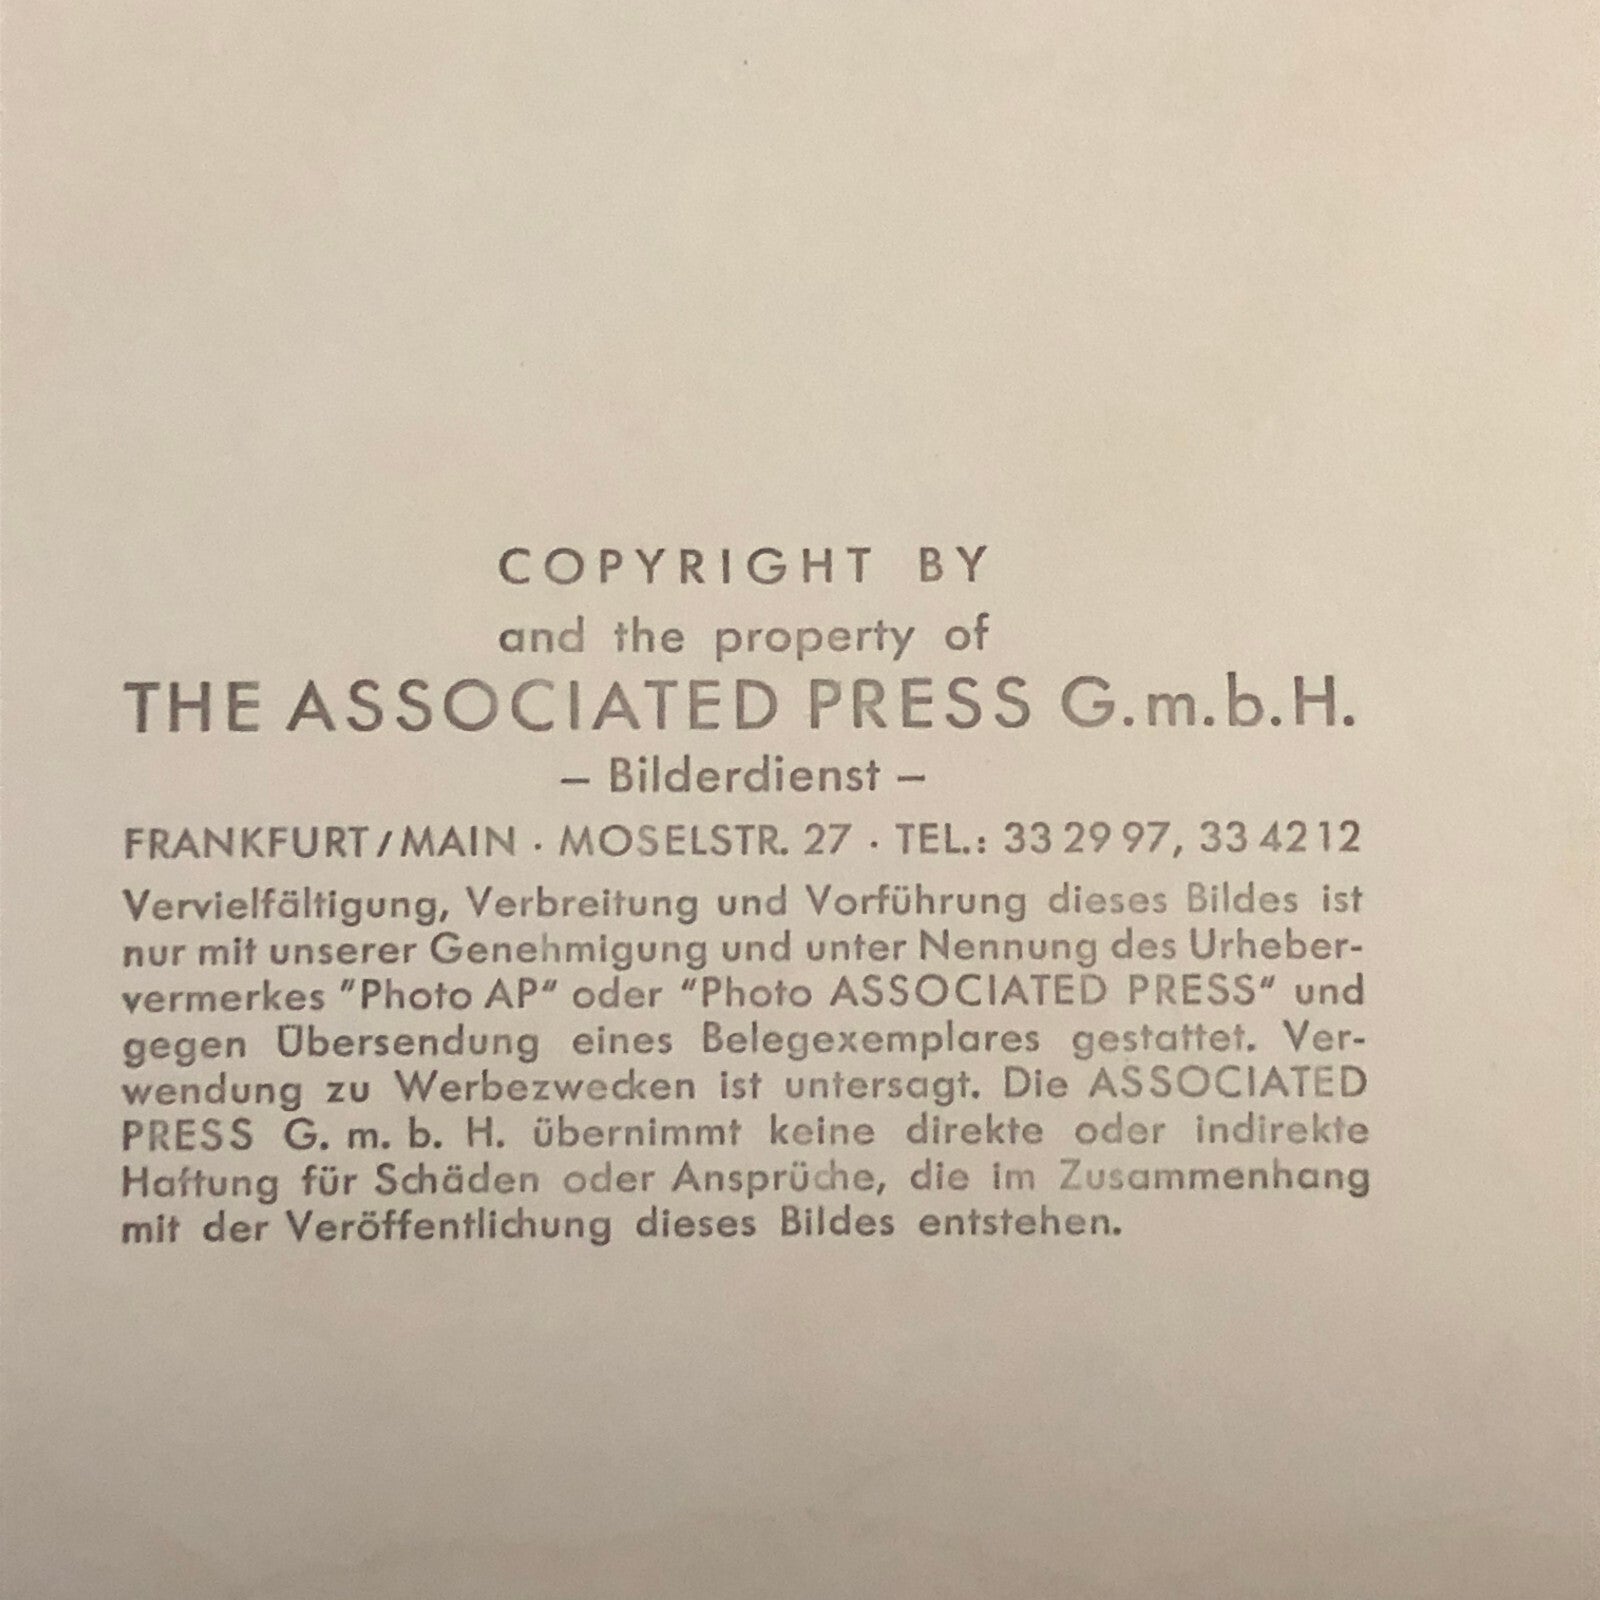 COPYRIGHT BY
and the property of
THE ASSOCIATED PRESS G.m.b.H.
– Bilderdienst –
FRANKFURT/MAIN · MOSELSTR. 27 · TEL.: 33 29 97, 33 42 12
Vervielfältigung, Verbreitung und Vorführung dieses Bildes ist
nur mit unserer Genehmigung und unter Nennung des Urheber-
vermerkes "Photo AP" oder "Photo ASSOCIATED PRESS" und
gegen Übersendung eines Belegexemplares gestattet. Ver-
wendung zu Werbezwecken ist untersagt. Die ASSOCIATED
PRESS G. m. b. H. übernimmt keine direkte oder indirekte
Haftung für Schäden oder Ansprüche, die im Zusammenhang
mit der Veröffentlichung dieses Bildes entstehen.